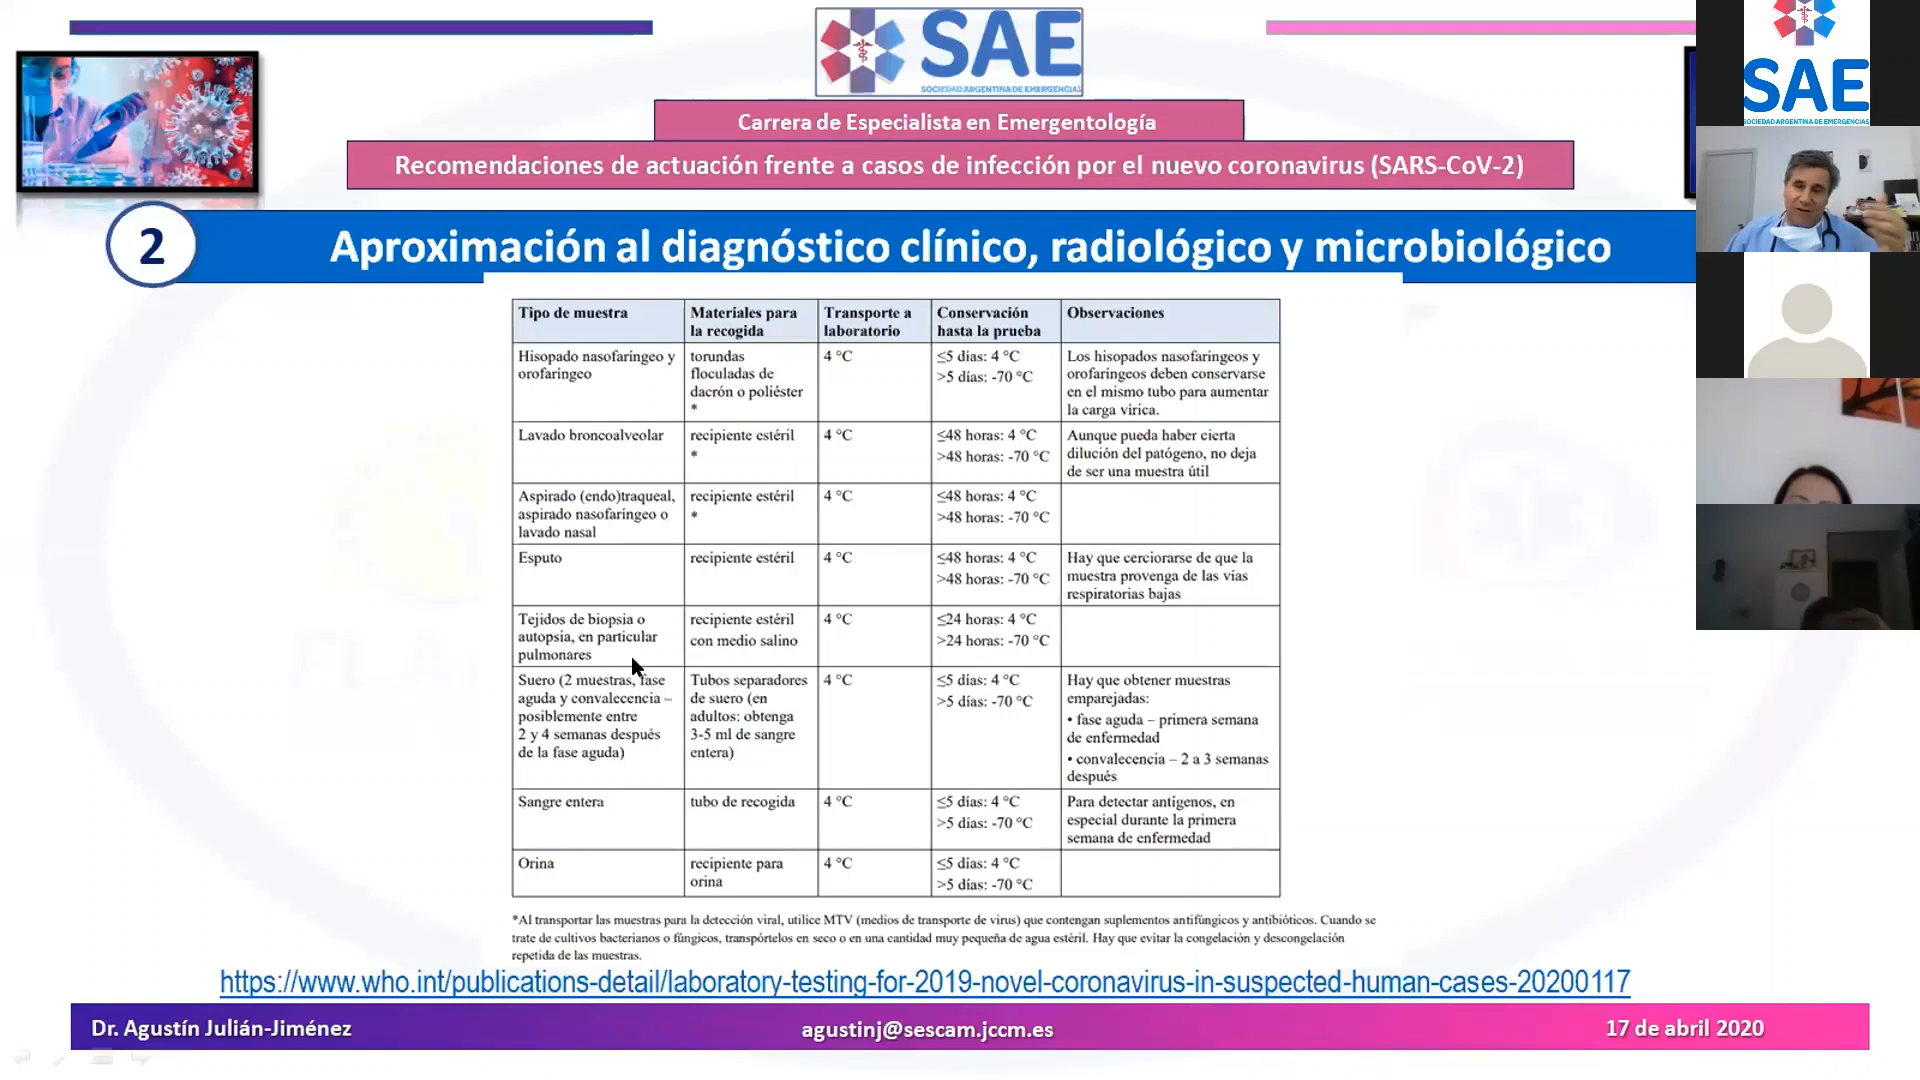 SAE
SOCIEDAD ARGENTINA DE EMERGENCIAS
Carrera de Especialista en Emergentología
Recomendaciones de actuación frente a casos de infección por el nuevo coronavirus (SARS-CoV-2)
SAE
SOCIEDAD ARGENTINA DE EMERGENCIAS
2
Aproximación al diagnóstico clínico, radiológico y microbiológico
Tipo de muestra
Materiales para
la recogida
Transporte a
laboratorio
Conservación
hasta la prueba
Observaciones
Hisopado nasofaríngeo y
orofaríngeo
torundas
floculadas de
dacrón o poliéster
*
4 °C
≤5 días: 4 °C
>5 días: -70 °C
Los hisopados nasofaríngeos y
orofaríngeos deben conservarse
en el mismo tubo para aumentar
la carga vírica.
Lavado broncoalveolar
recipiente estéril
*
4 °C
≤48 horas: 4 °C
>48 horas: -70 °C
Aunque pueda haber cierta
dilución del patógeno, no deja
de ser una muestra útil
Aspirado (endo)traqueal,
aspirado nasofaríngeo o
lavado nasal
recipiente estéril
*
4 °C
≤48 horas: 4 °C
>48 horas: -70 °C
Esputo
recipiente estéril
4 °C
≤48 horas: 4 °C
>48 horas: -70 °C
Hay que cerciorarse de que la
muestra provenga de las vías
respiratorias bajas
Tejidos de biopsia o
autopsia, en particular
pulmonares
recipiente estéril
con medio salino
4 °C
≤24 horas: 4 °C
>24 horas: -70 °C
Suero (2 muestras, fase
aguda y convalecencia –
posiblemente entre
2 y 4 semanas después
de la fase aguda)
Tubos separadores
de suero (en
adultos: obtenga
3-5 ml de sangre
entera)
4 °C
≤5 días: 4 °C
>5 días: -70 °C
Hay que obtener muestras
emparejadas:
• fase aguda – primera semana
de enfermedad
• convalecencia – 2 a 3 semanas
después
Sangre entera
tubo de recogida
4 °C
≤5 días: 4 °C
>5 días: -70 °C
Para detectar antígenos, en
especial durante la primera
semana de enfermedad
Orina
recipiente para
orina
4 °C
≤5 días: 4 °C
>5 días: -70 °C
*Al transportar las muestras para la detección viral, utilice MTV (medios de transporte de virus) que contengan suplementos antifúngicos y antibióticos. Cuando se
trate de cultivos bacterianos o fúngicos, transpórtelos en seco o en una cantidad muy pequeña de agua estéril. Hay que evitar la congelación y descongelación
repetida de las muestras.
https://www.who.int/publications-detail/laboratory-testing-for-2019-novel-coronavirus-in-suspected-human-cases-20200117
Dr. Agustín Julián-Jiménez
agustinj@sescam.jccm.es
17 de abril 2020